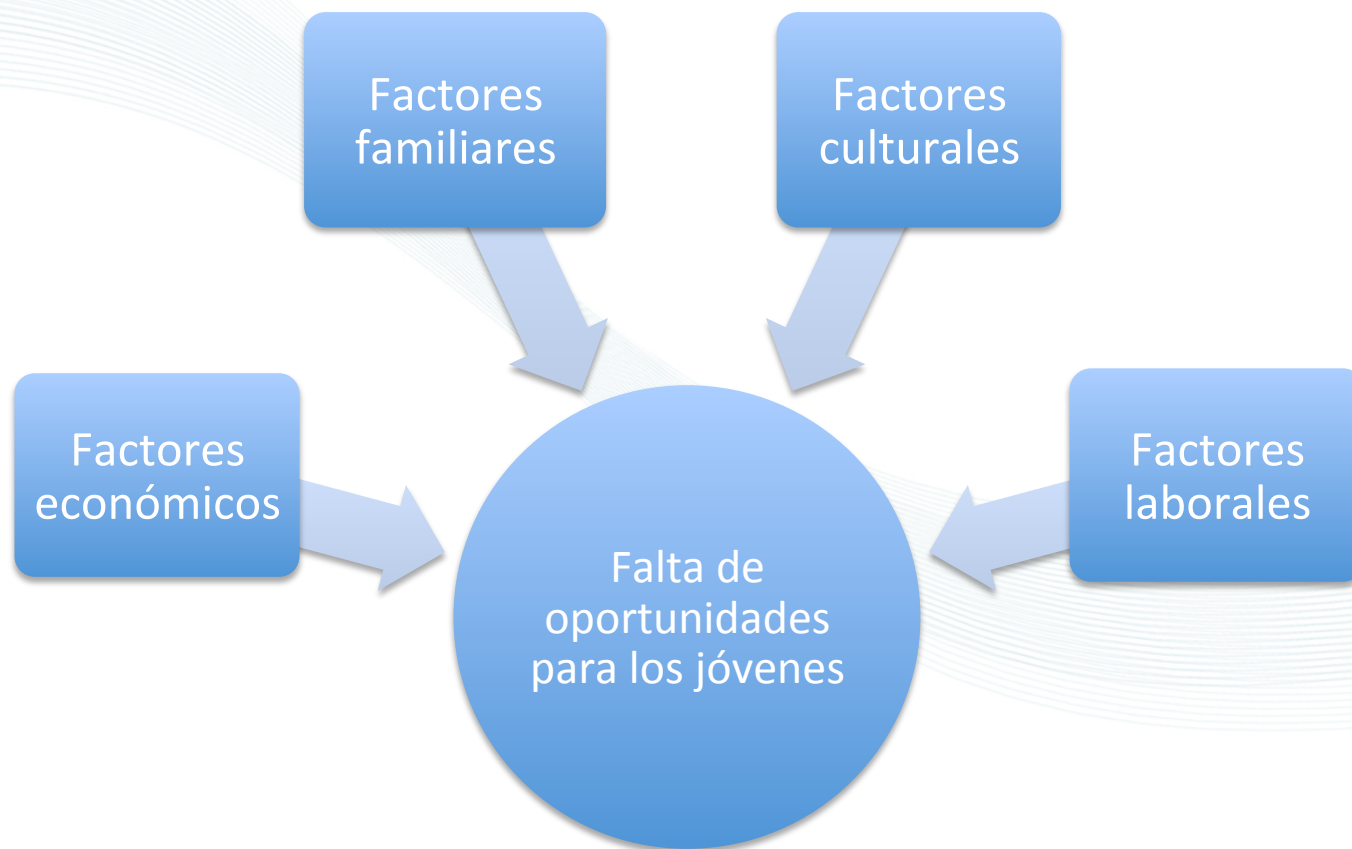 Factores
familiares
Factores
culturales
Factores
económicos
Factores
laborales
Falta de
oportunidades
para los jóvenes